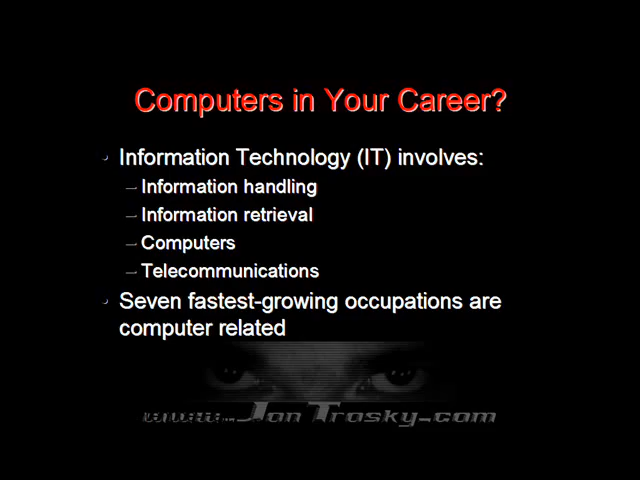 Computers in Your Career?
Information Technology (IT) involves:
– Information handling
– Information retrieval
– Computers
– Telecommunications
Seven fastest-growing occupations are
computer related
www.JonTrosky.com